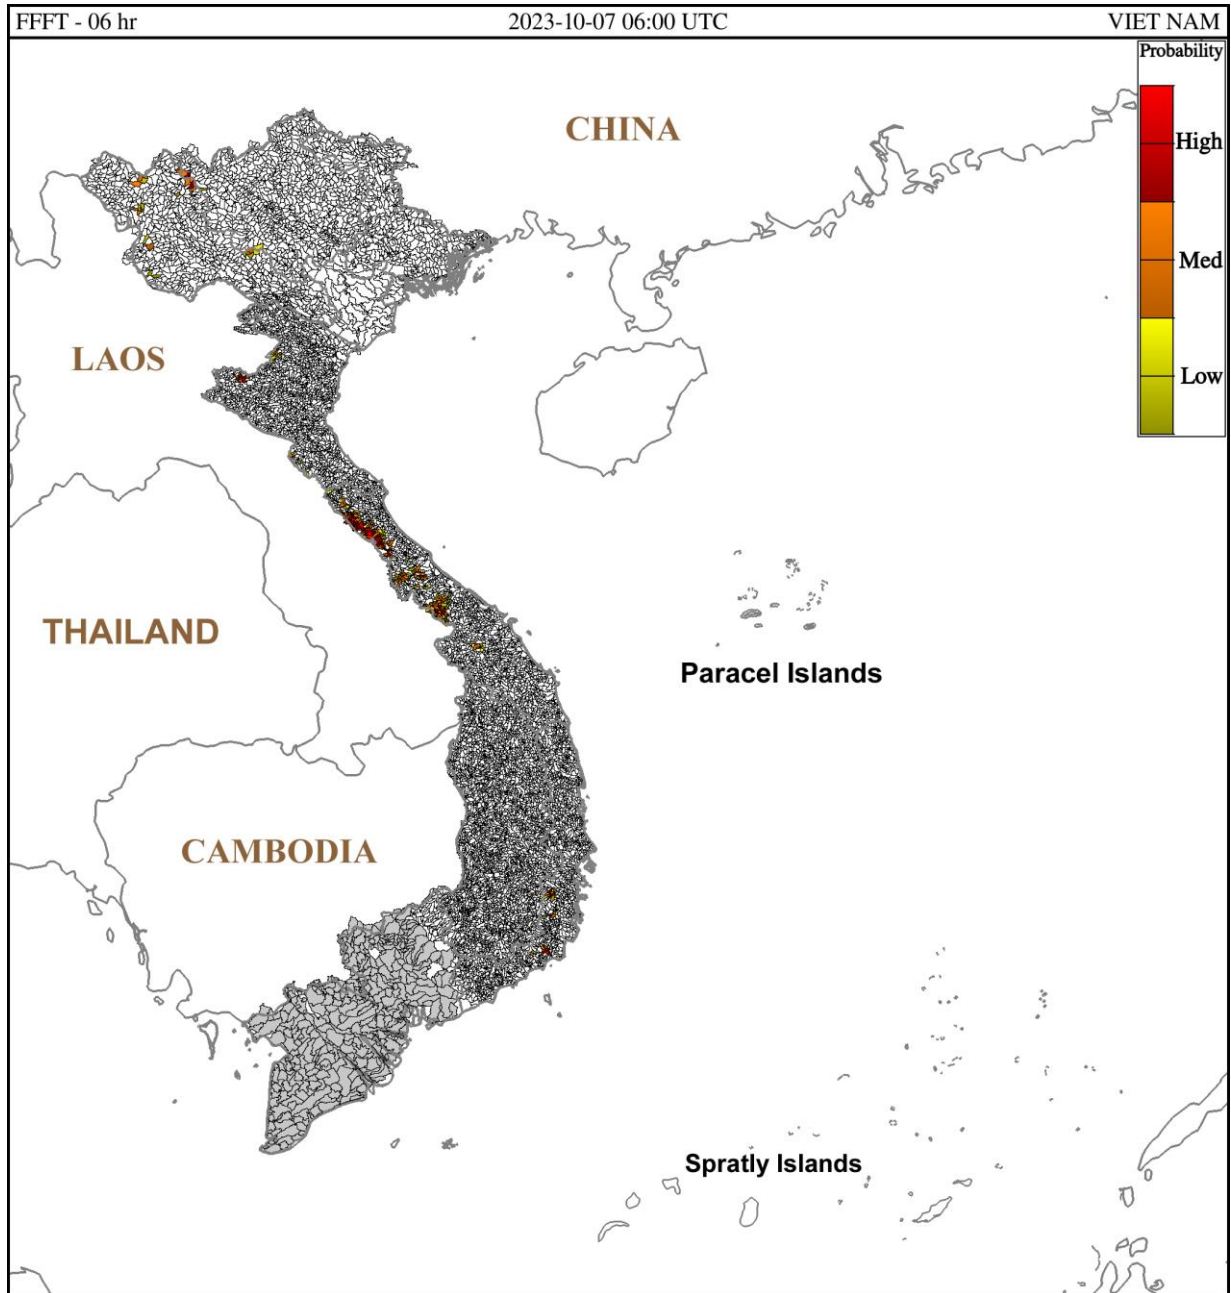 FFFT - 06 hr 2023-10-07 06:00 UTC VIET NAM
Probability
CHINA
High
Med
LAOS
Low
THAILAND
Paracel Islands
CAMBODIA
Spratly Islands